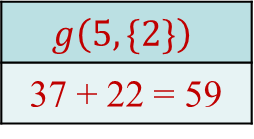 g(5,{2})
37 + 22 = 59